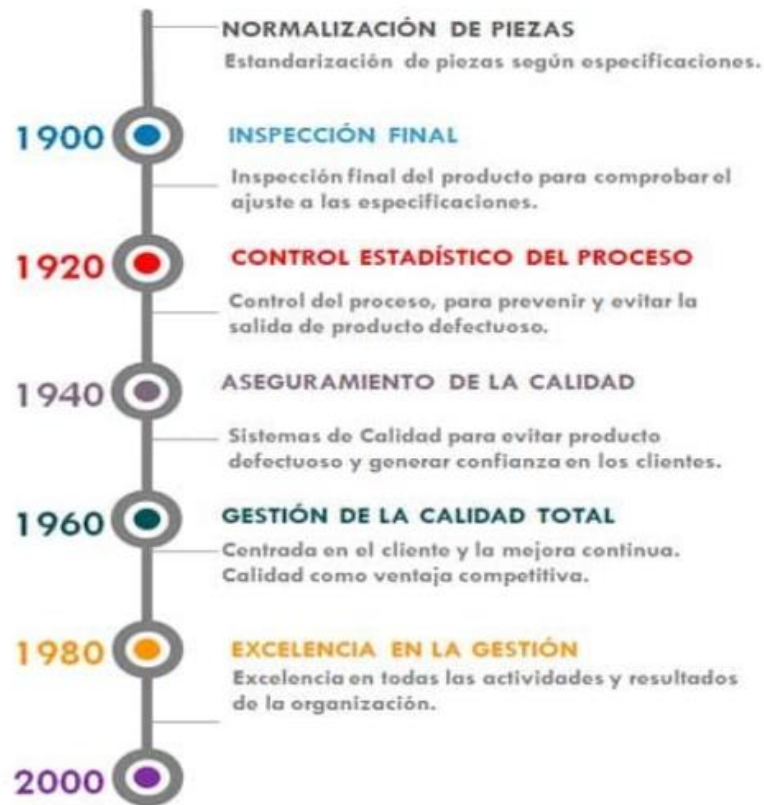 NORMALIZACIÓN DE PIEZAS
Estandarización de piezas según especificaciones.
1900
INSPECCIÓN FINAL
Inspección final del producto para comprobar el
ajuste a las especificaciones.
1920
CONTROL ESTADÍSTICO DEL PROCESO
Control del proceso, para prevenir y evitar la
salida de producto defectuoso.
1940
ASEGURAMIENTO DE LA CALIDAD
Sistemas de Calidad para evitar producto
defectuoso y generar confianza en los clientes.
1960
GESTIÓN DE LA CALIDAD TOTAL
Centrada en el cliente y la mejora continua.
Calidad como ventaja competitiva.
1980
EXCELENCIA EN LA GESTIÓN
Excelencia en todas las actividades y resultados
de la organización.
2000